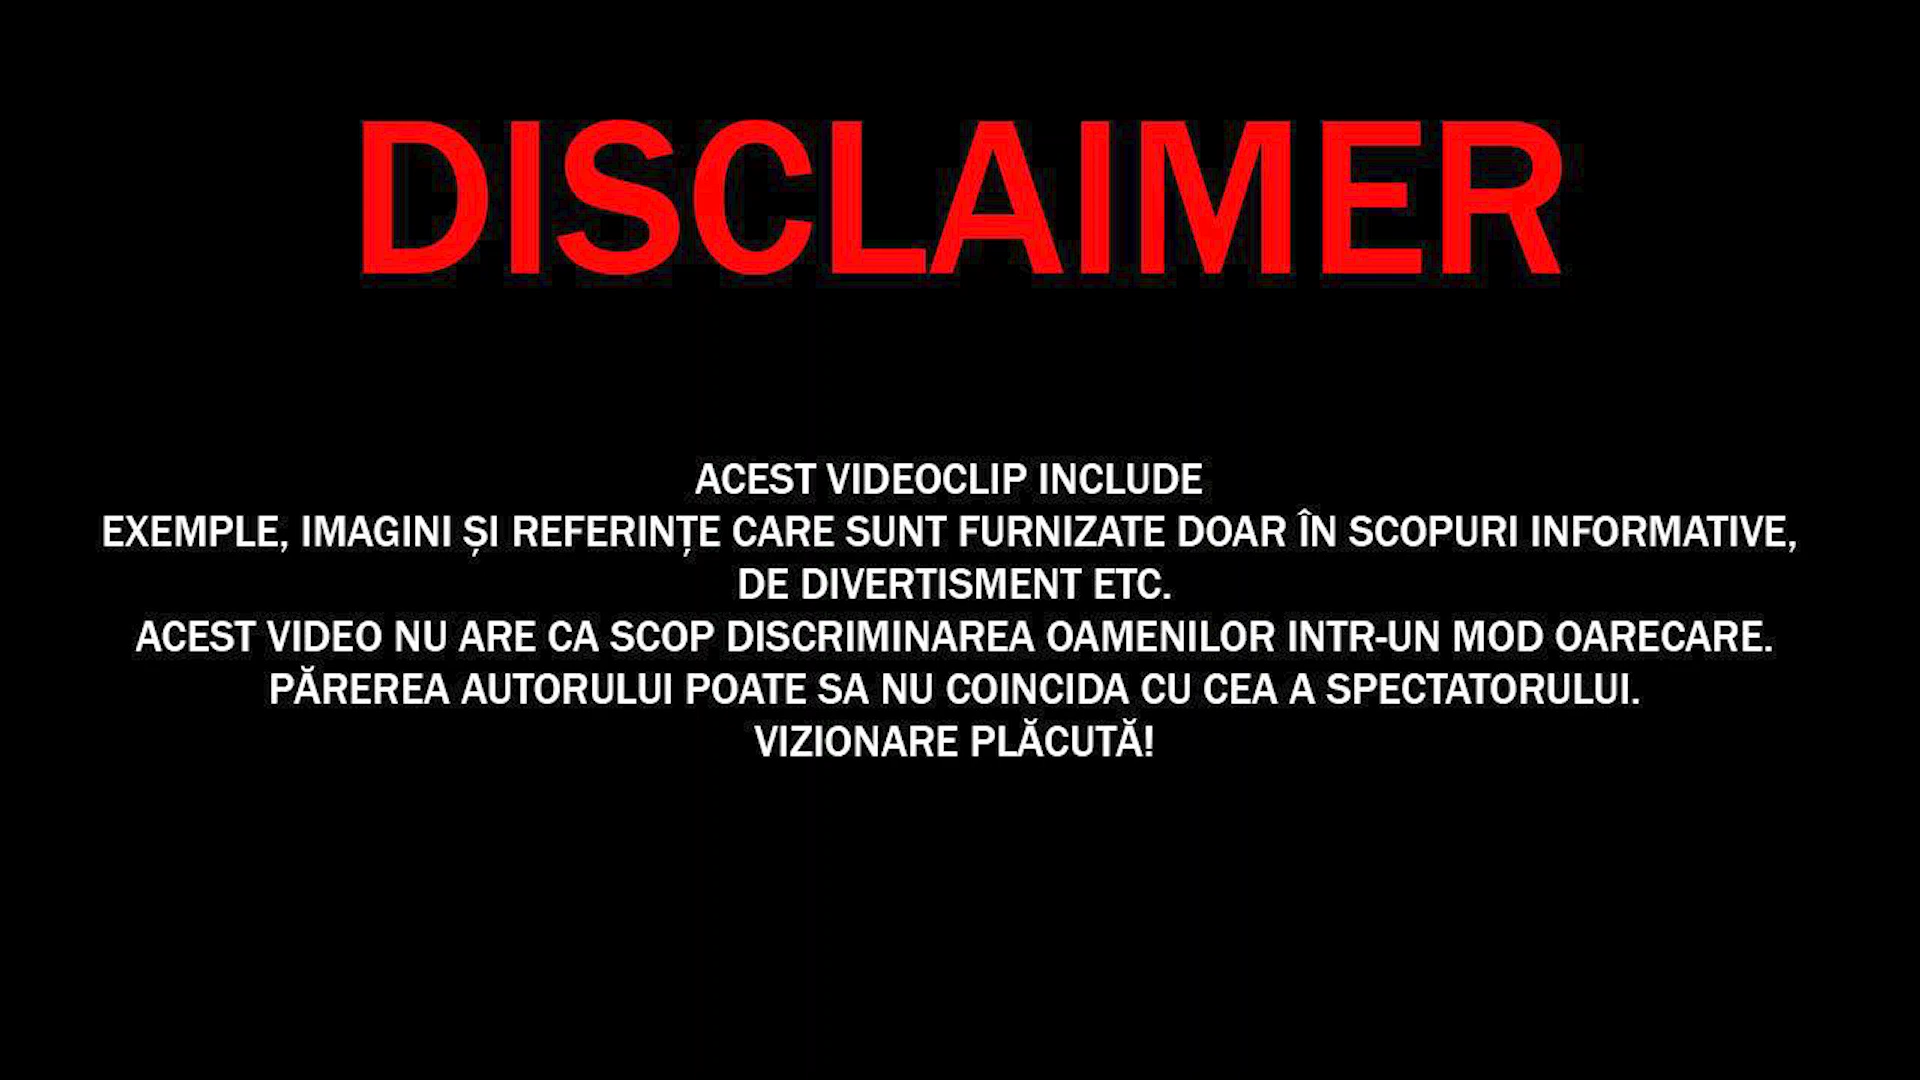 DISCLAIMER
ACEST VIDEOCLIP INCLUDE
EXEMPLE, IMAGINI ȘI REFERINȚE CARE SUNT FURNIZATE DOAR ÎN SCOPURI INFORMATIVE,
DE DIVERTISMENT ETC.
ACEST VIDEO NU ARE CA SCOP DISCRIMINAREA OAMENILOR INTR-UN MOD OARECARE.
PĂREREA AUTORULUI POATE SA NU COINCIDA CU CEA A SPECTATORULUI.
VIZIONARE PLĂCUTĂ!